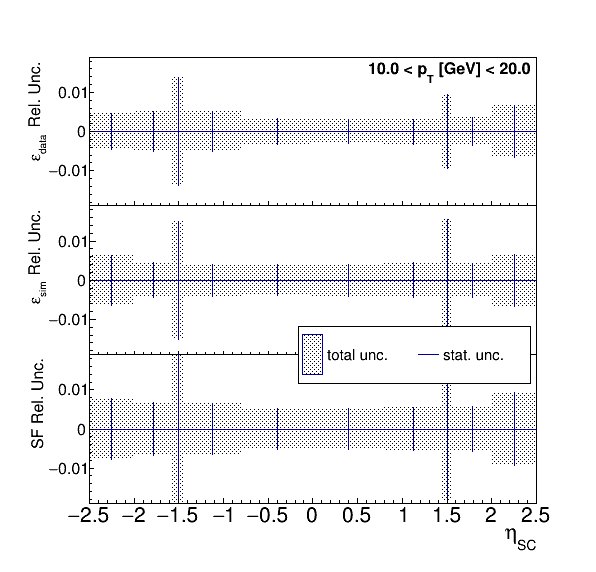 10.0 < p_T [GeV] < 20.0
ε_data Rel. Unc.
0.01
0
−0.01
ε_sim Rel. Unc.
0.01
0
−0.01
total unc.
stat. unc.
SF Rel. Unc.
0.01
0
−0.01
−2.5 −2 −1.5 −1 −0.5 0 0.5 1 1.5 2 2.5
η_SC